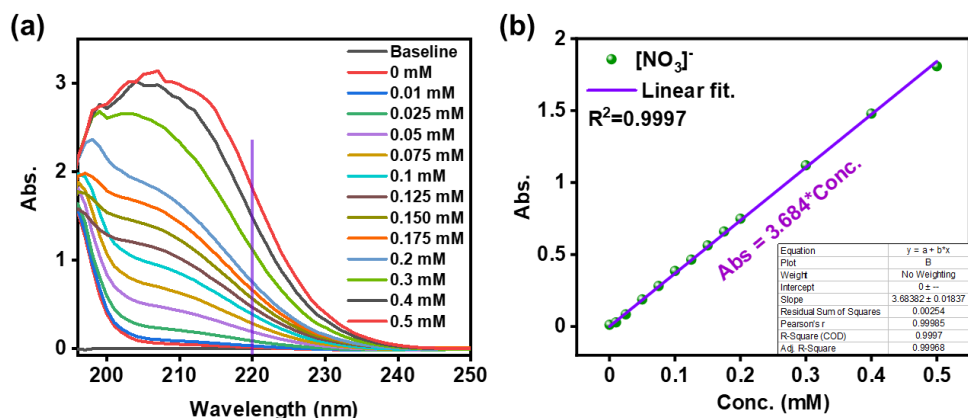 (a)
Abs.
3
2
1
0
200
210
220
230
240
250
Wavelength (nm)
Baseline
0 mM
0.01 mM
0.025 mM
0.05 mM
0.075 mM
0.1 mM
0.125 mM
0.150 mM
0.175 mM
0.2 mM
0.3 mM
0.4 mM
0.5 mM
(b)
Abs.
2
1.5
1
0.5
0
0
0.1
0.2
0.3
0.4
0.5
Conc. (mM)
[NO₃]⁻
Linear fit.
R²=0.9997
Abs = 3.684*Conc.
Equation y = a + b*x
Plot B
Weight No Weighting
Intercept 0 ± --
Slope 3.68382 ± 0.01837
Residual Sum of Squares 0.00254
Pearson's r 0.99985
R-Square (COD) 0.9997
Adj. R-Square 0.99968